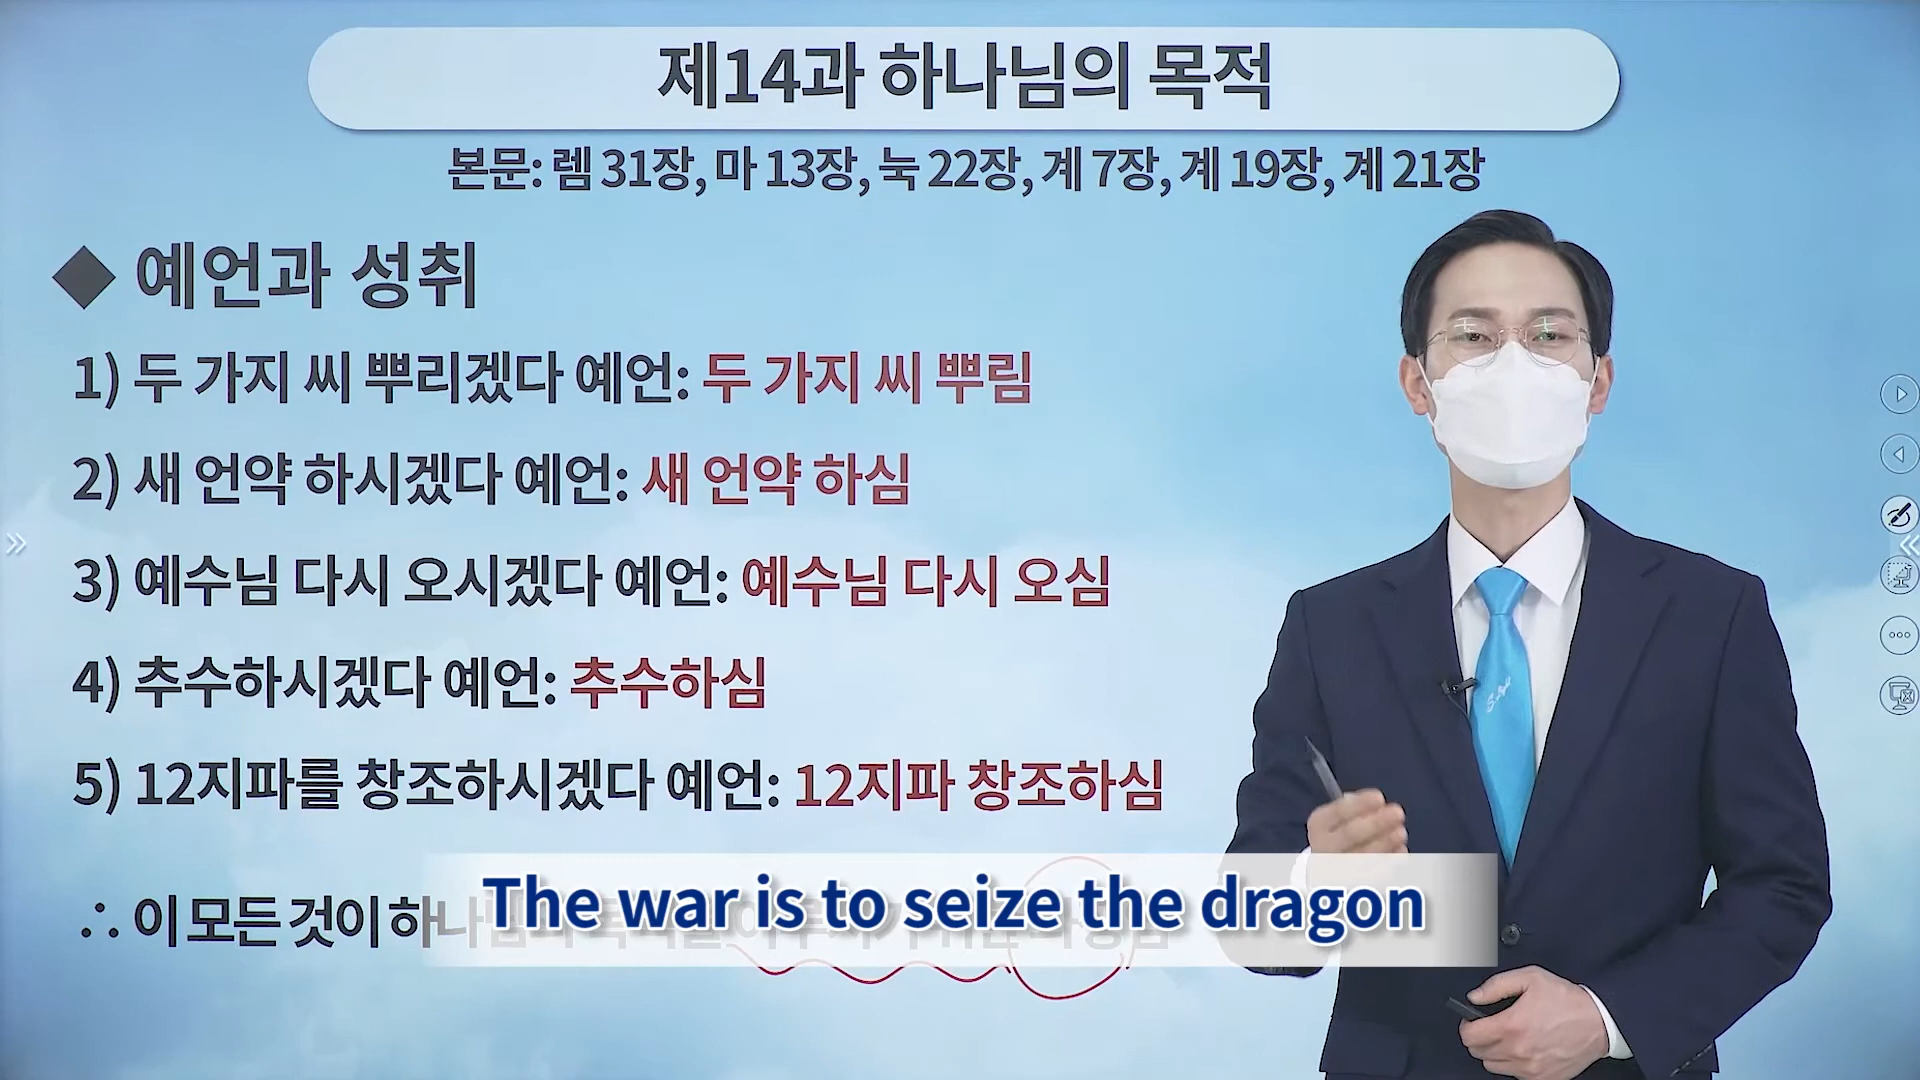 제14과 하나님의 목적
본문: 렘 31장, 마 13장, 눅 22장, 계 7장, 계 19장, 계 21장
◆ 예언과 성취
1) 두 가지 씨 뿌리겠다 예언: 두 가지 씨 뿌림
2) 새 언약 하시겠다 예언: 새 언약 하심
3) 예수님 다시 오시겠다 예언: 예수님 다시 오심
4) 추수하시겠다 예언: 추수하심
5) 12지파를 창조하시겠다 예언: 12지파 창조하심
∴ 이 모든 것이 하나님의
The war is to seize the dragon